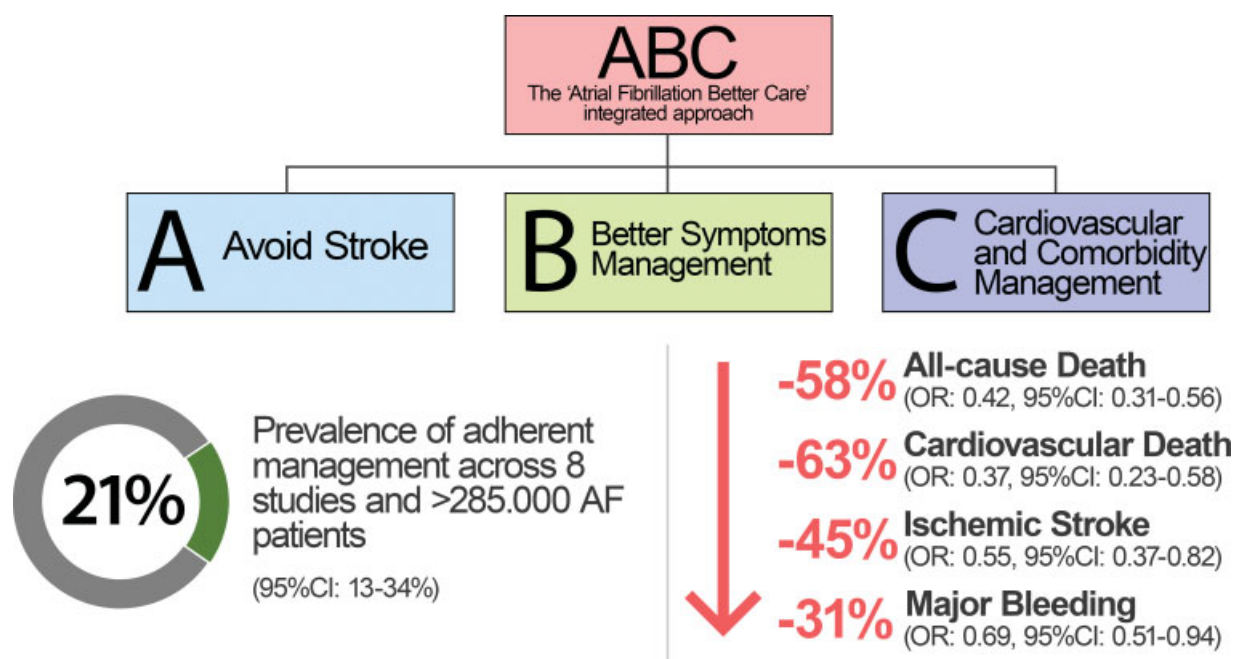 ABC
The 'Atrial Fibrillation Better Care'
integrated approach
A
Avoid Stroke
B
Better Symptoms
Management
C
Cardiovascular
and Comorbidity
Management
21%
Prevalence of adherent
management across 8
studies and >285.000 AF
patients
(95%CI: 13-34%)
-58% All-cause Death
(OR: 0.42, 95%CI: 0.31-0.56)
-63% Cardiovascular Death
(OR: 0.37, 95%CI: 0.23-0.58)
-45% Ischemic Stroke
(OR: 0.55, 95%CI: 0.37-0.82)
-31% Major Bleeding
(OR: 0.69, 95%CI: 0.51-0.94)